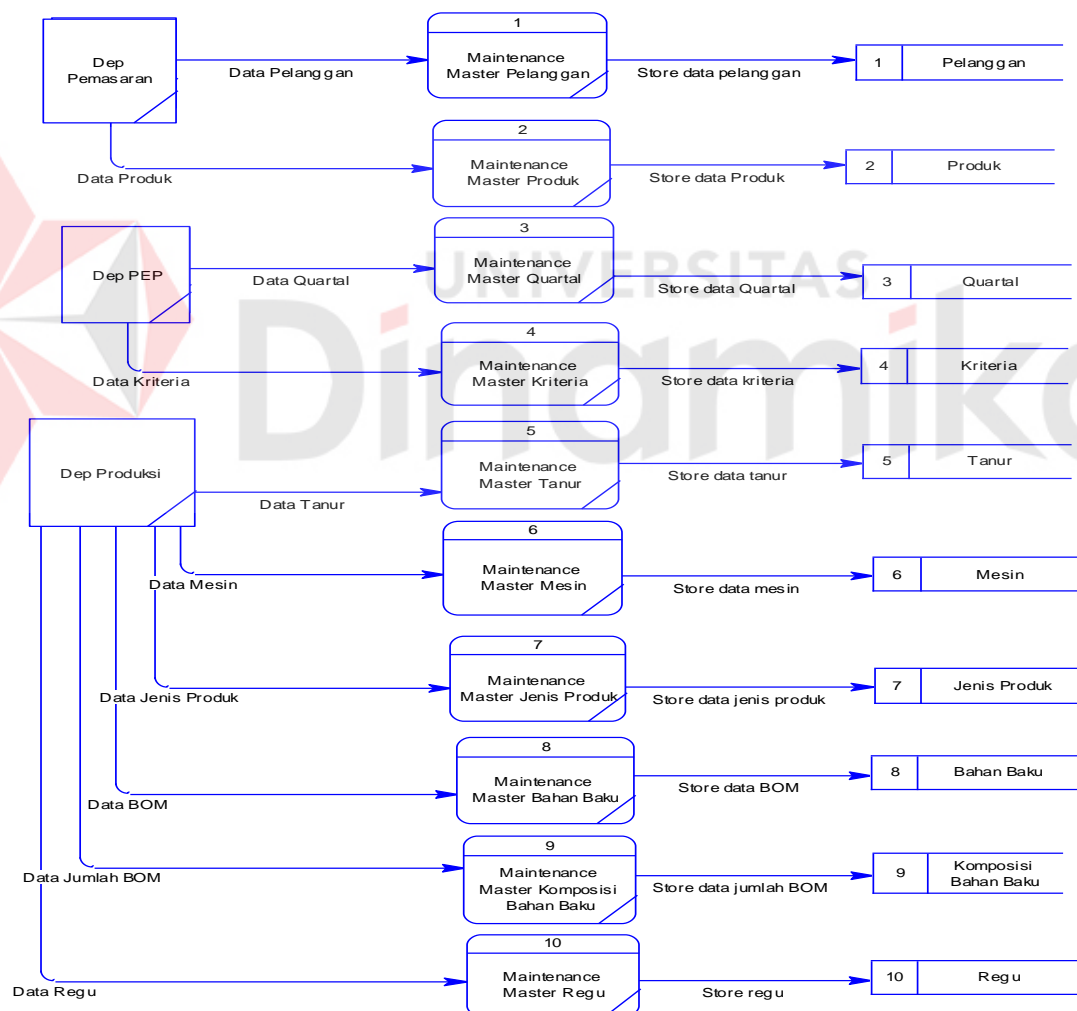 1
Dep
Pemasaran
Data Pelanggan
Maintenance
Master Pelanggan
Store data pelanggan
1
Pelanggan
2
Data Produk
Maintenance
Master Produk
Store data Produk
2
Produk
UNIVERSITAS
Dinamika
3
Dep PEP
Data Quartal
Maintenance
Master Quartal
Store data Quartal
3
Quartal
4
Data Kriteria
Maintenance
Master Kriteria
Store data kriteria
4
Kriteria
5
Dep Produksi
Data Tanur
Maintenance
Master Tanur
Store data tanur
5
Tanur
6
Data Mesin
Maintenance
Master Mesin
Store data mesin
6
Mesin
7
Data Jenis Produk
Maintenance
Master Jenis Produk
Store data jenis produk
7
Jenis Produk
8
Data BOM
Maintenance
Master Bahan Baku
Store data BOM
8
Bahan Baku
9
Data Jumlah BOM
Maintenance
Master Komposisi
Bahan Baku
Store data jumlah BOM
9
Komposisi
Bahan Baku
10
Data Regu
Maintenance
Master Regu
Store regu
10
Regu